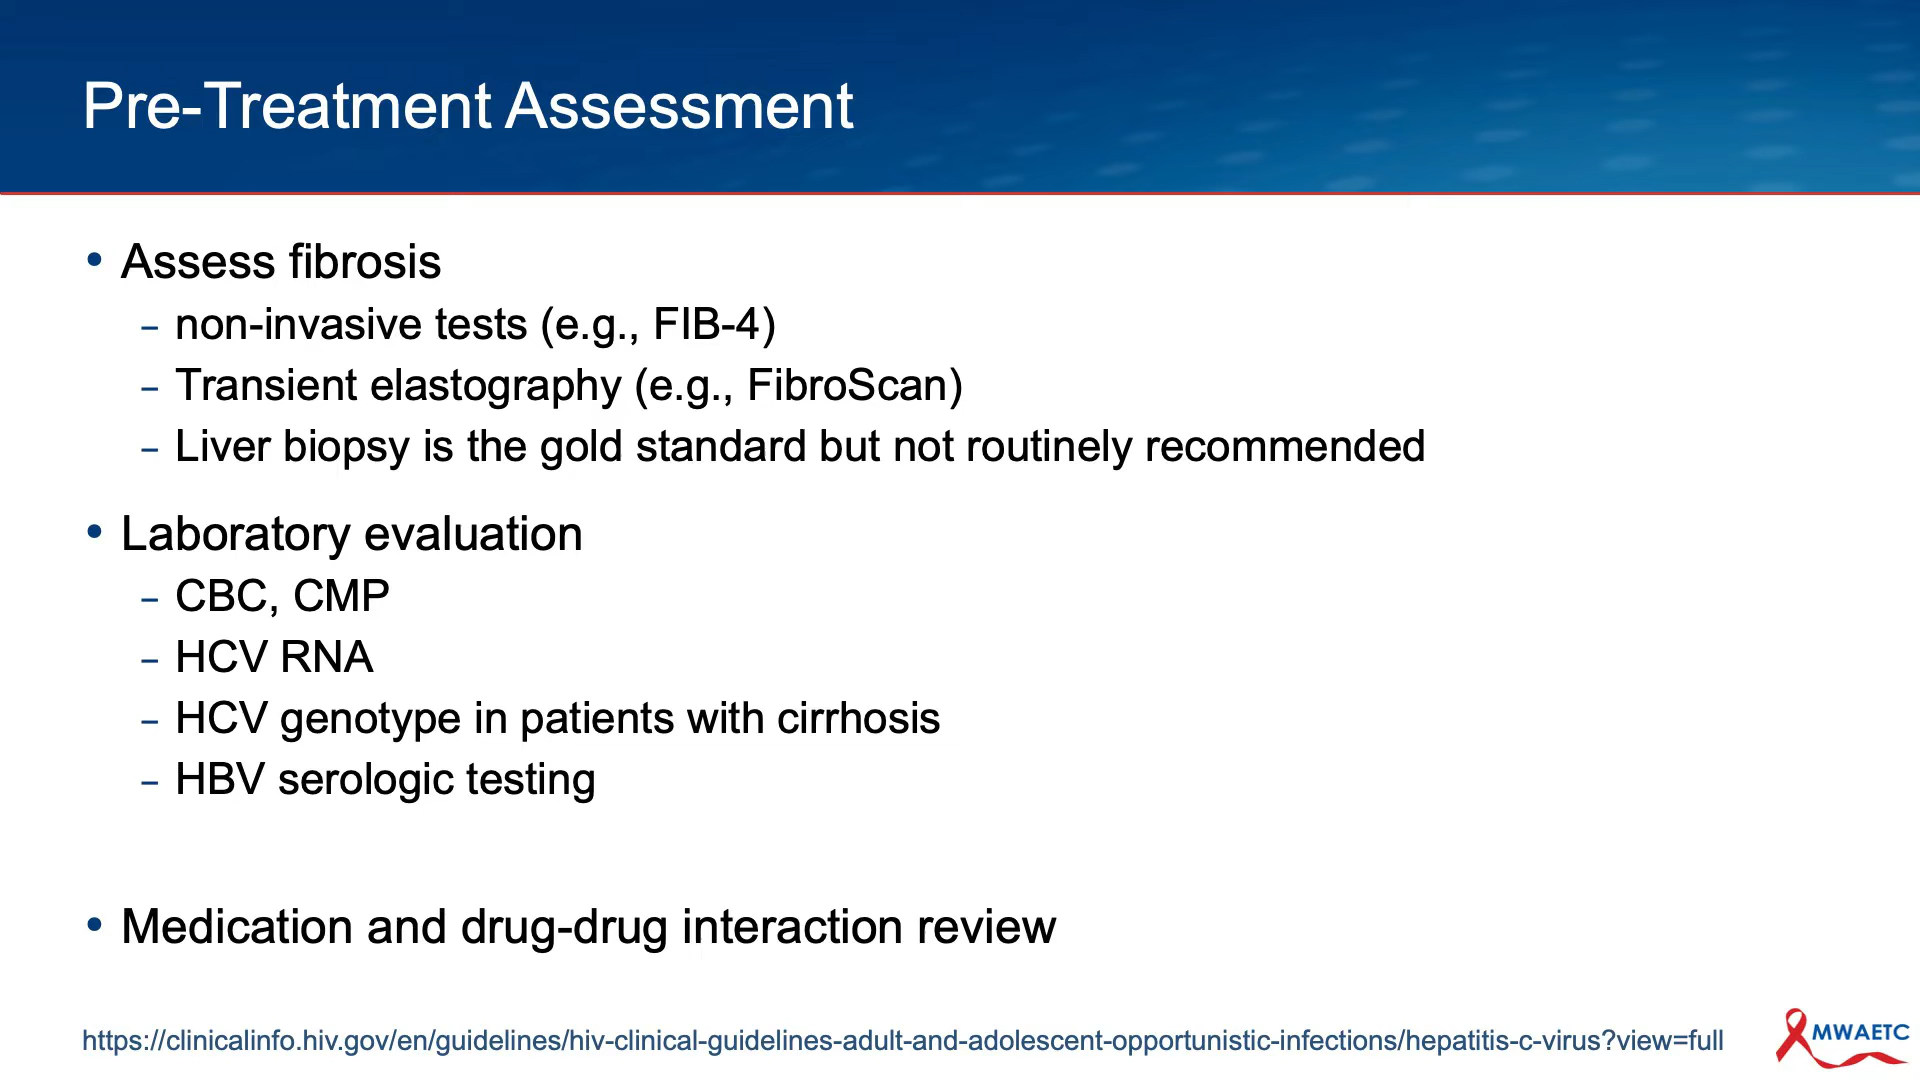 Pre-Treatment Assessment
• Assess fibrosis
– non-invasive tests (e.g., FIB-4)
– Transient elastography (e.g., FibroScan)
– Liver biopsy is the gold standard but not routinely recommended
• Laboratory evaluation
– CBC, CMP
– HCV RNA
– HCV genotype in patients with cirrhosis
– HBV serologic testing
• Medication and drug-drug interaction review
https://clinicalinfo.hiv.gov/en/guidelines/hiv-clinical-guidelines-adult-and-adolescent-opportunistic-infections/hepatitis-c-virus?view=full
MWAETC